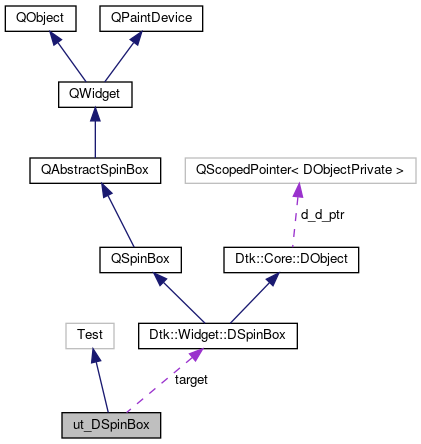 QObject
QPaintDevice
QWidget
QAbstractSpinBox
QScopedPointer< DObjectPrivate >
d_d_ptr
QSpinBox
Dtk::Core::DObject
Test
Dtk::Widget::DSpinBox
target
ut_DSpinBox